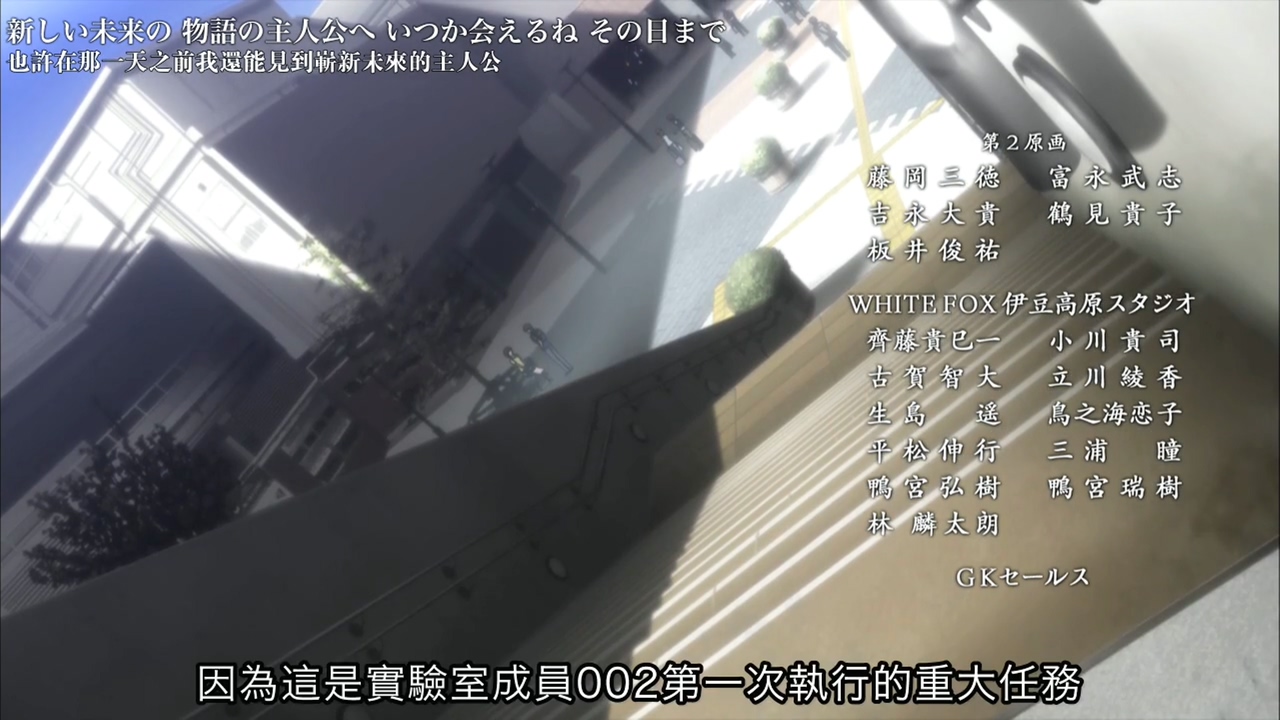 新しい未来の 物語の主人公へ いつか会えるね その日まで
也許在那一天之前我還能見到嶄新未來的主人公
第２原画
藤岡三徳 富永武志
吉永大貴 鶴見貴子
板井俊祐
WHITE FOX 伊豆高原スタジオ
齊藤貴巳一 小川貴司
古賀智大 立川綾香
生島 遥 鳥之海恋子
平松伸行 三浦 瞳
鴨宮弘樹 鴨宮瑞樹
林 麟太朗
GKセールス
因為這是實驗室成員002第一次執行的重大任務